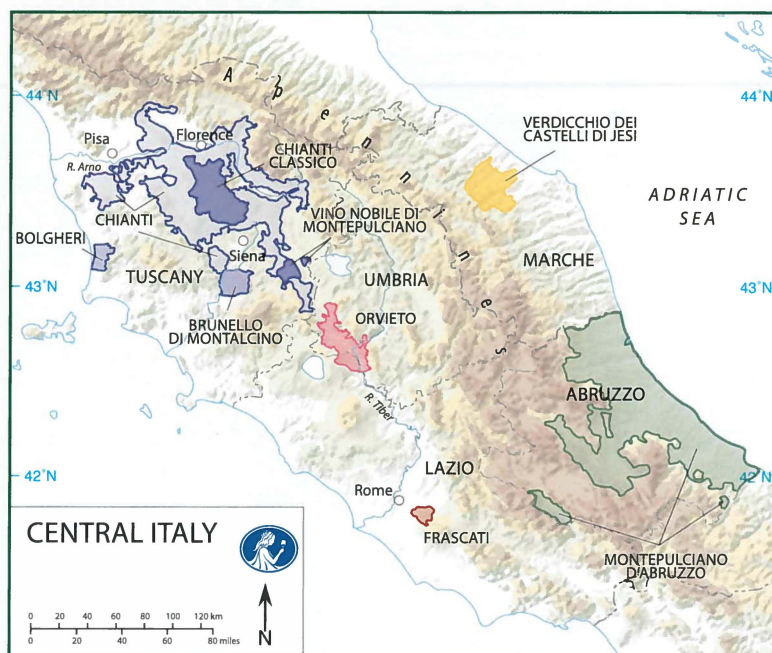 Apennines
44°N
44°N
VERDICCHIO DEI
CASTELLI DI JESI
Pisa
Florence
CHIANTI
CLASSICO
R. Arno
ADRIATIC
SEA
CHIANTI
VINO NOBILE DI
MONTEPULCIANO
BOLGHERI
Siena
TUSCANY
UMBRIA
MARCHE
43°N
43°N
BRUNELLO
DI MONTALCINO
ORVIETO
R. Tiber
ABRUZZO
LAZIO
42°N
42°N
Rome
FRASCATI
MONTEPULCIANO
D'ABRUZZO
CENTRAL ITALY
0 20 40 60 80 100 120 km
0 20 40 60 80 miles
N